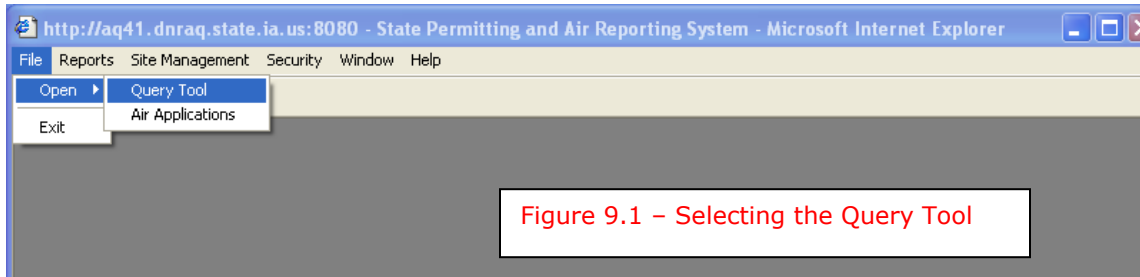 http://aq41.dnraq.state.ia.us:8080 - State Permitting and Air Reporting System - Microsoft Internet Explorer
File Reports Site Management Security Window Help
Open Query Tool
Air Applications
Exit
Figure 9.1 – Selecting the Query Tool